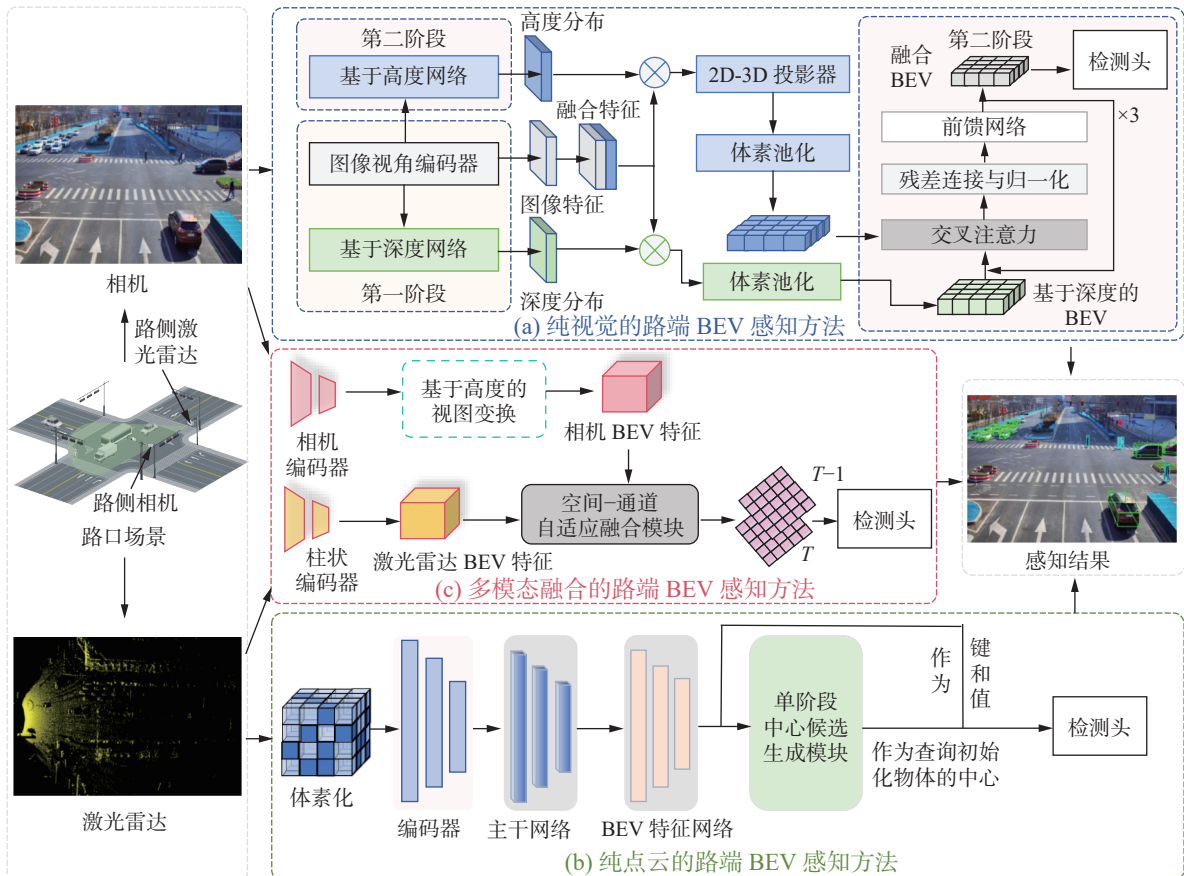 相机
路侧激
光雷达
路侧相机
路口场景
激光雷达
第二阶段
基于高度网络
图像视角编码器
基于深度网络
第一阶段
高度分布
融合特征
图像特征
深度分布
2D-3D 投影器
体素池化
体素池化
融合
BEV
第二阶段
检测头
×3
前馈网络
残差连接与归一化
交叉注意力
基于深度的
BEV
(a) 纯视觉的路端 BEV 感知方法
相机
编码器
基于高度的
视图变换
相机 BEV 特征
柱状
编码器
激光雷达 BEV 特征
空间−通道
自适应融合模块
T−1
T
检测头
(c) 多模态融合的路端 BEV 感知方法
感知结果
体素化
编码器
主干网络
BEV 特征网络
单阶段
中心候选
生成模块
作为
键和值
作为查询初始
化物体的中心
检测头
(b) 纯点云的路端 BEV 感知方法